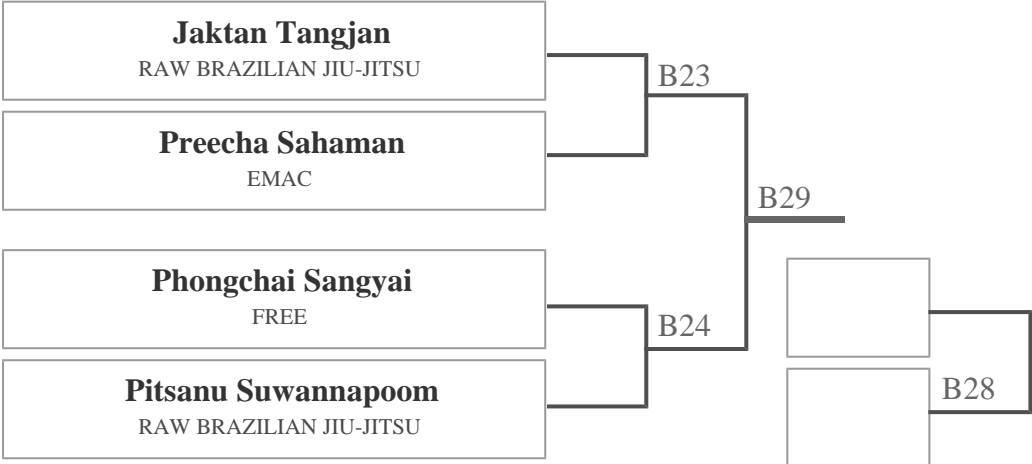 Jaktan Tangjan
RAW BRAZILIAN JIU-JITSU
B23
Preecha Sahaman
EMAC
B29
Phongchai Sangyai
FREE
B24
Pitsanu Suwannapoom
RAW BRAZILIAN JIU-JITSU
B28